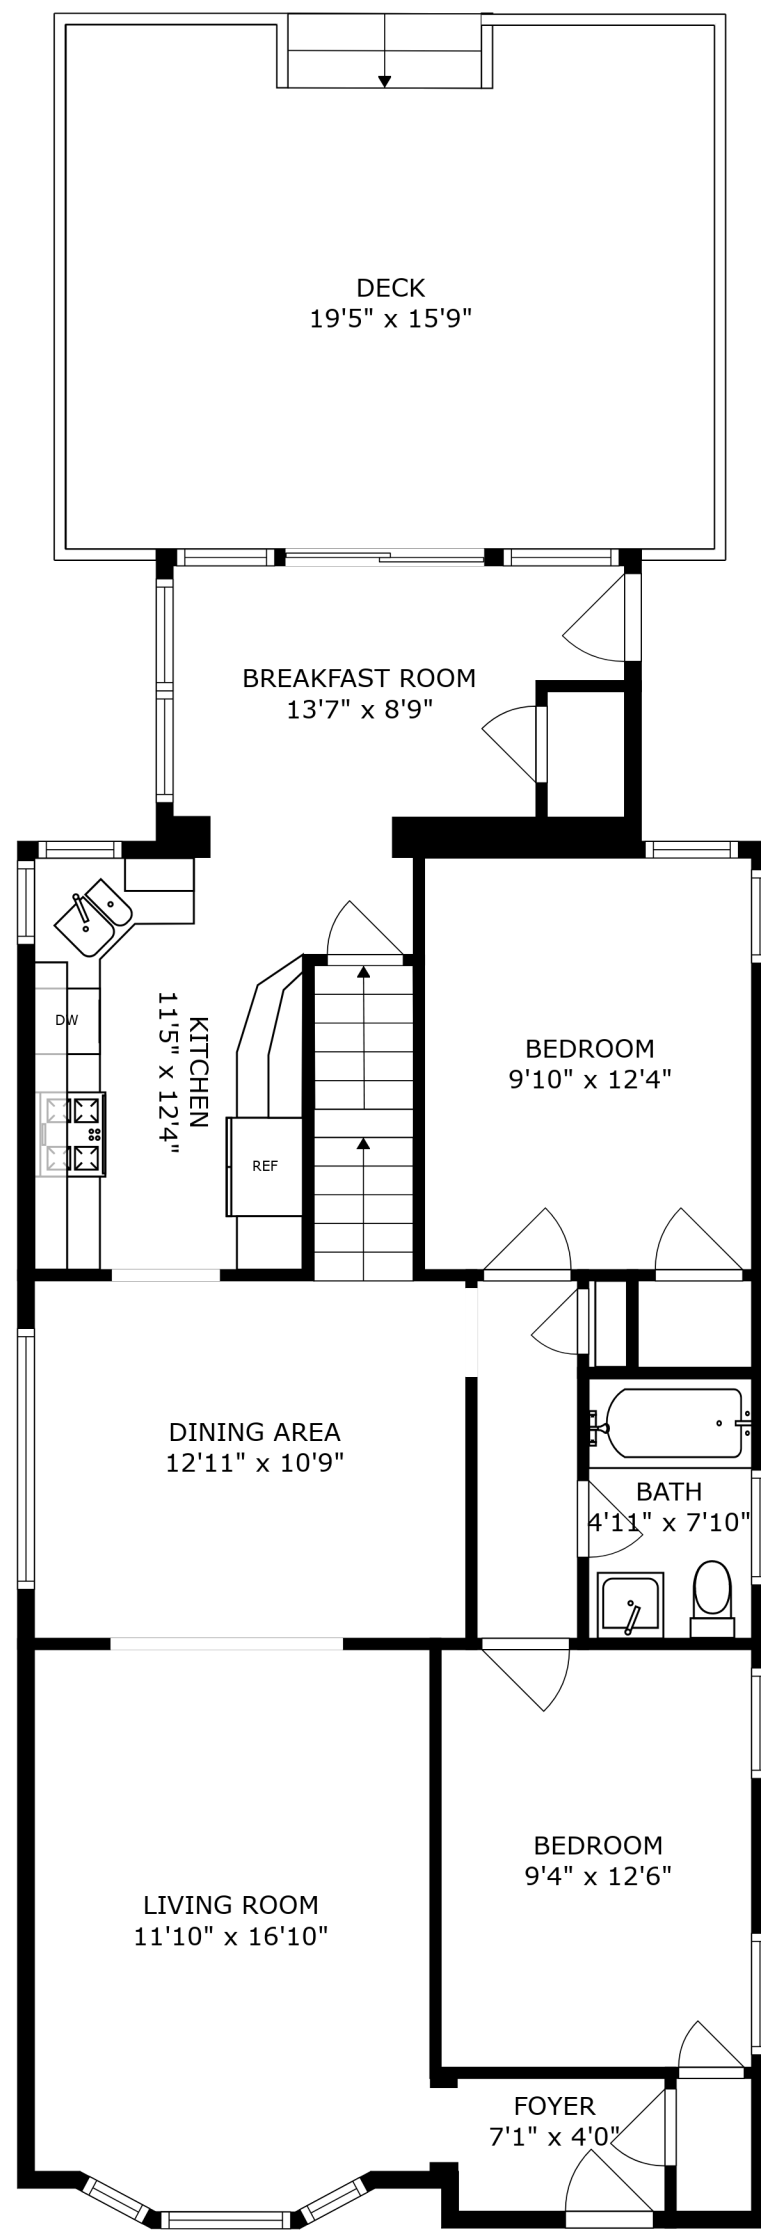 DECK
19'5" x 15'9"
BREAKFAST ROOM
13'7" x 8'9"
DW
KITCHEN
11'5" x 12'4"
REF
BEDROOM
9'10" x 12'4"
DINING AREA
12'11" x 10'9"
BATH
4'11" x 7'10"
BEDROOM
9'4" x 12'6"
LIVING ROOM
11'10" x 16'10"
FOYER
7'1" x 4'0"